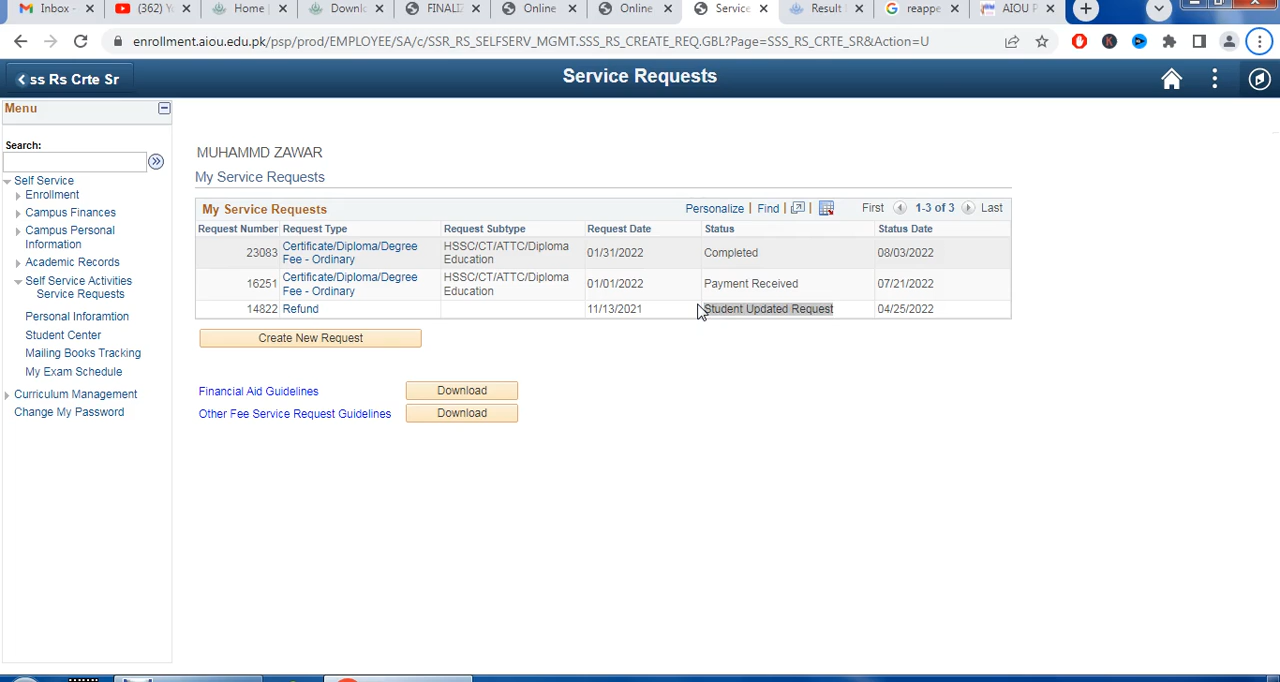 Inbox -
(362) Y
Home |
Downl
FINALI
Online
Online
Service
Result
reappe
AIOU P
enrollment.aiou.edu.pk/psp/prod/EMPLOYEE/SA/c/SSR_RS_SELFSERV_MGMT.SSS_RS_CREATE_REQ.GBL?Page=SSS_RS_CRTE_SR&Action=U
ss Rs Crte Sr
Service Requests
Menu
Search:
Self Service
Enrollment
Campus Finances
Campus Personal
Information
Academic Records
Self Service Activities
Service Requests
Personal Inforamtion
Student Center
Mailing Books Tracking
My Exam Schedule
Curriculum Management
Change My Password
MUHAMMD ZAWAR
My Service Requests
My Service Requests
Personalize | Find | | First 1-3 of 3 Last
Request Number Request Type Request Subtype Request Date Status Status Date
23083 Certificate/Diploma/Degree Fee - Ordinary HSSC/CT/ATTC/Diploma Education 01/31/2022 Completed 08/03/2022
16251 Certificate/Diploma/Degree Fee - Ordinary HSSC/CT/ATTC/Diploma Education 01/01/2022 Payment Received 07/21/2022
14822 Refund 11/13/2021 Student Updated Request 04/25/2022
Create New Request
Financial Aid Guidelines Download
Other Fee Service Request Guidelines Download